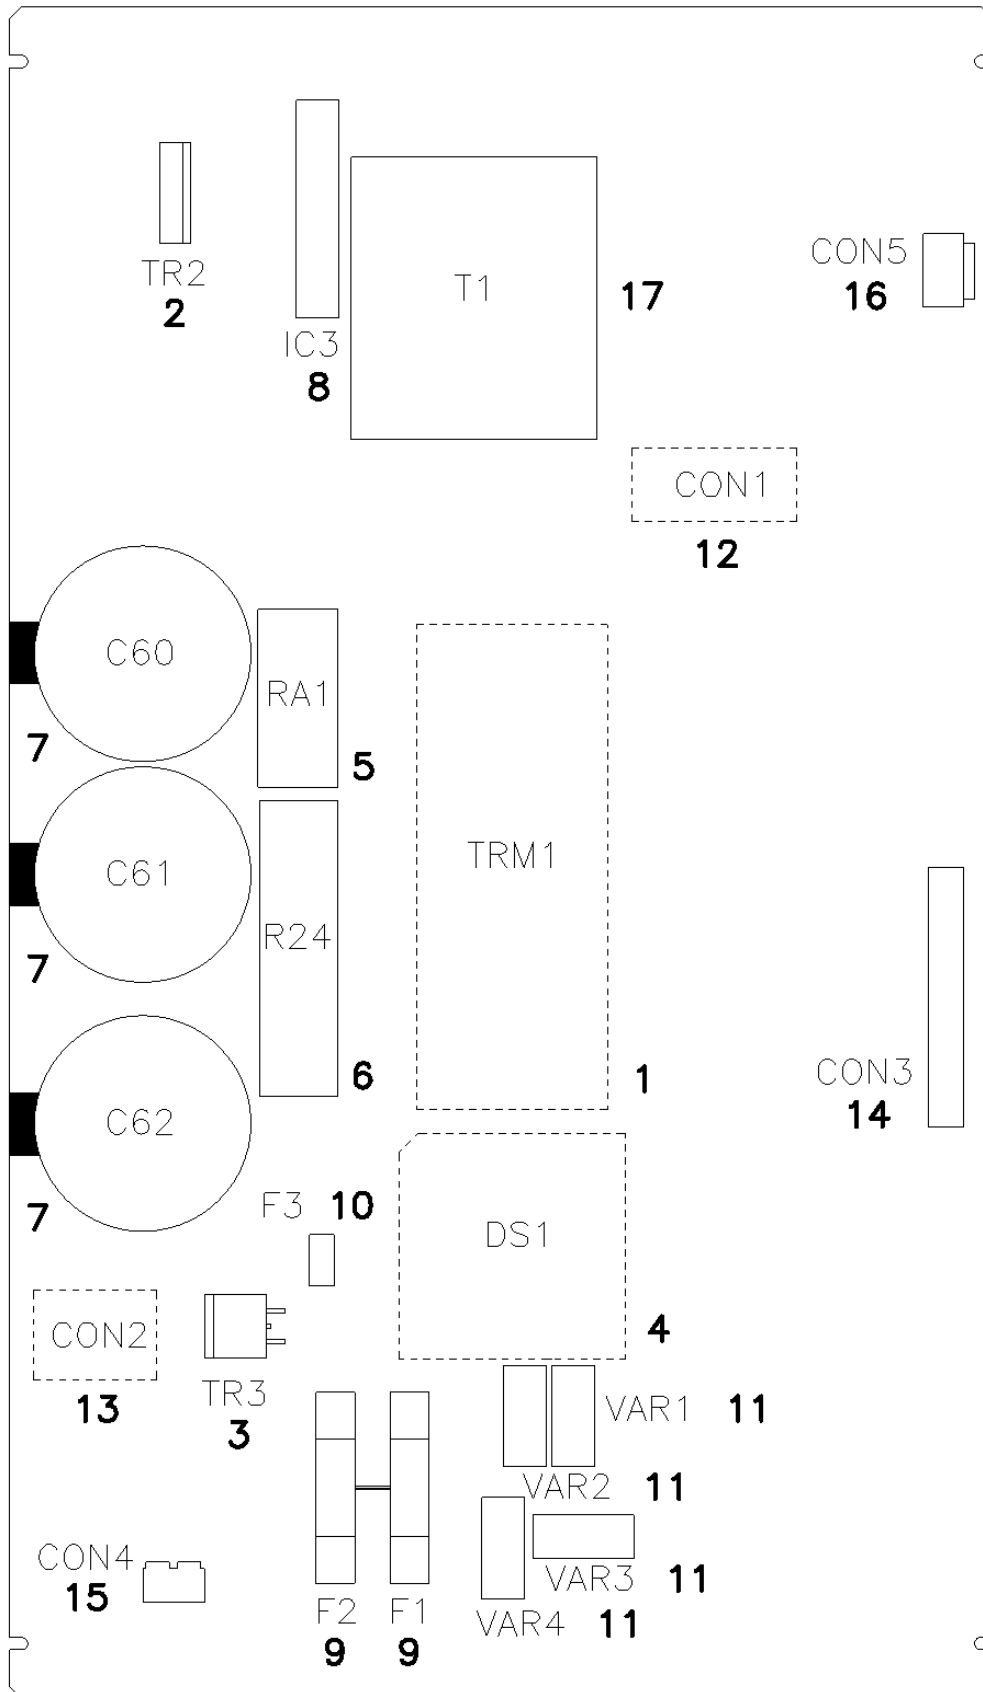 TR2
2
IC3
8
T1
17
CON5
16
CON1
12
C60
7
RA1
5
C61
7
R24
6
TRM1
1
CON3
14
C62
7
F3 10
DS1
4
CON2
13
TR3
3
VAR1 11
VAR2 11
VAR3 11
VAR4 11
CON4
15
F2
9
F1
9